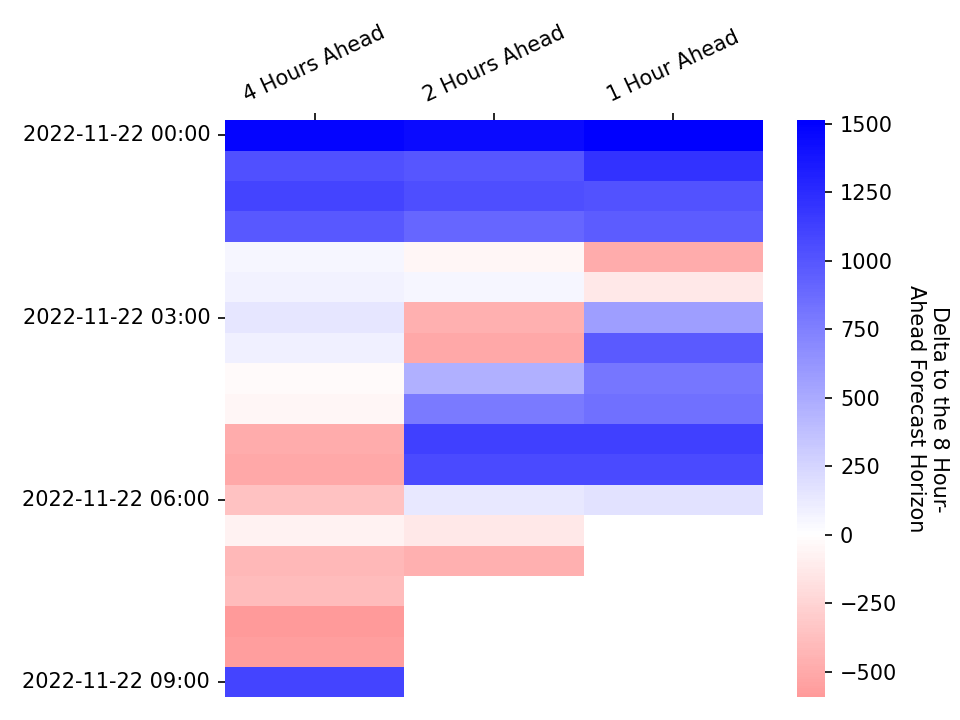 4 Hours Ahead
2 Hours Ahead
1 Hour Ahead
2022-11-22 00:00
2022-11-22 03:00
2022-11-22 06:00
2022-11-22 09:00
1500
1250
1000
750
500
250
0
−250
−500
Delta to the 8 Hour-
Ahead Forecast Horizon